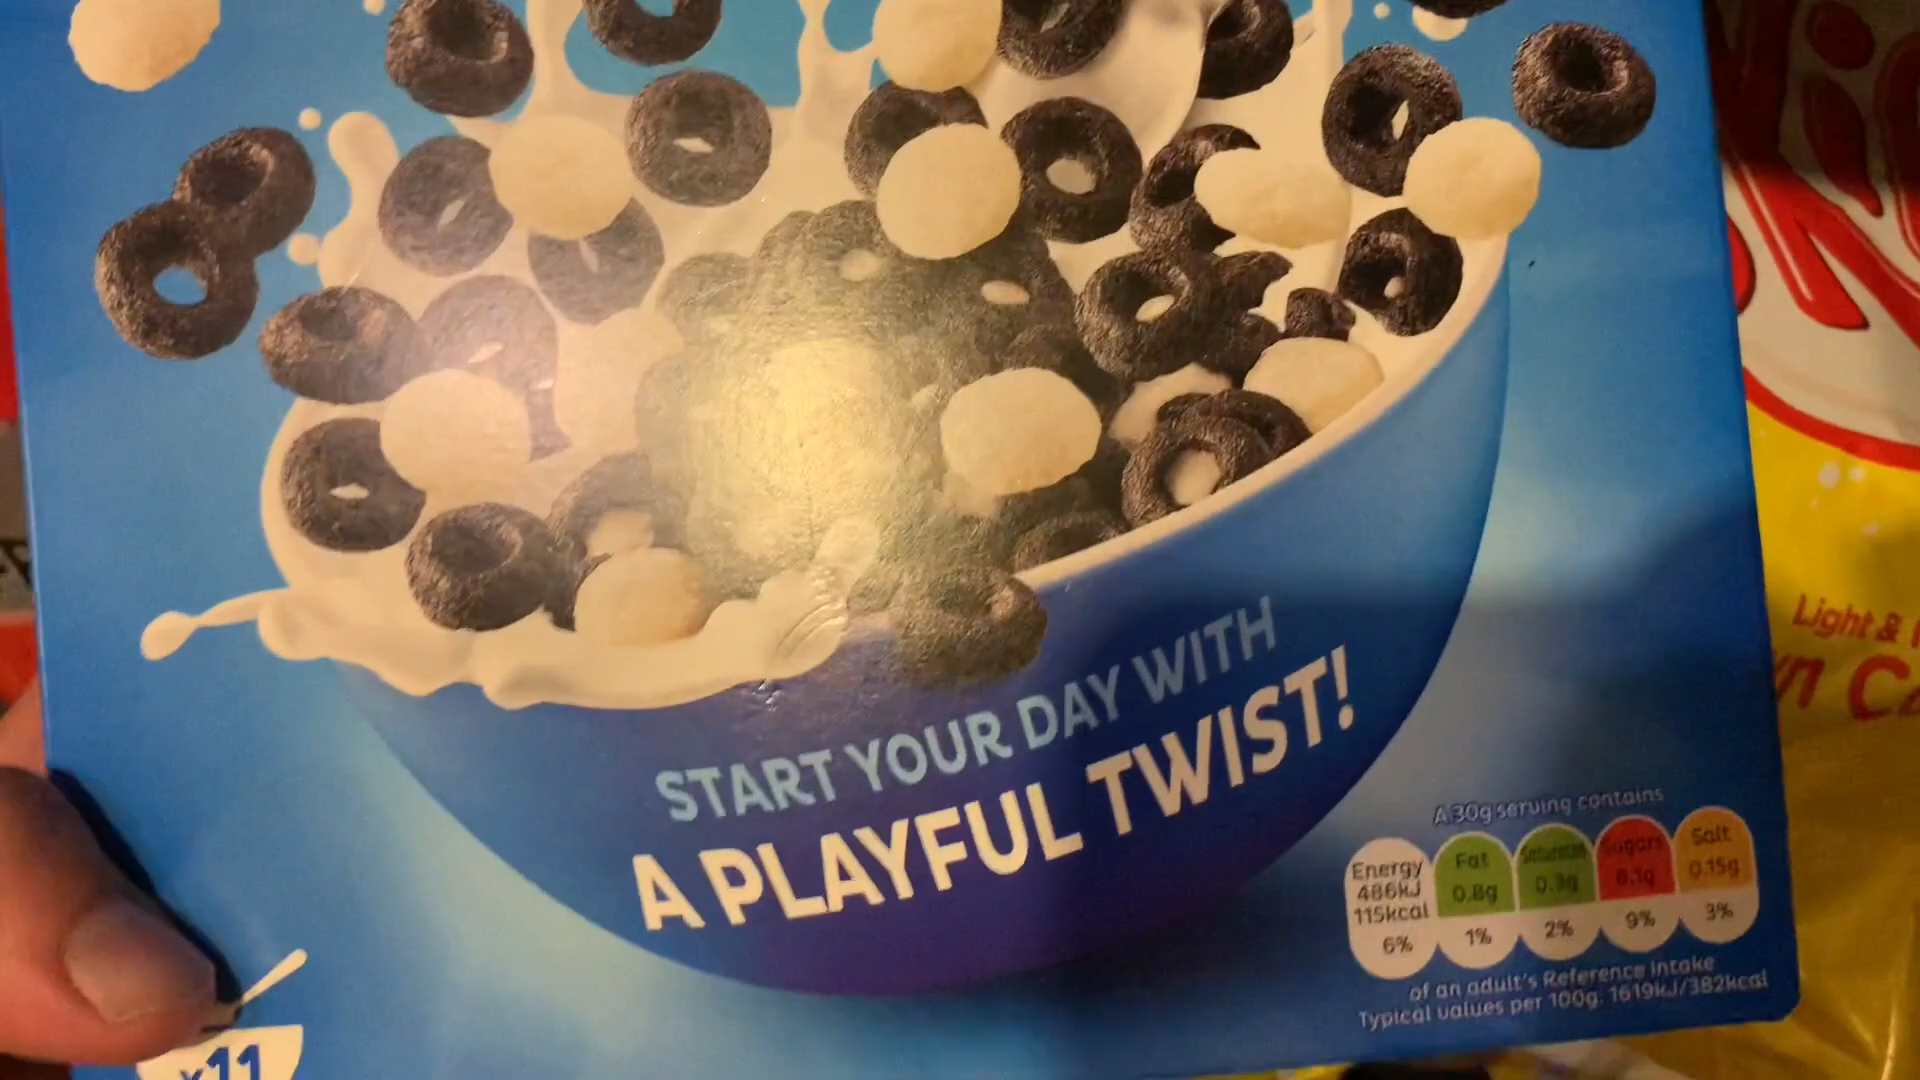 START YOUR DAY WITH
A PLAYFUL TWIST!
A 30g serving contains
Energy
486kJ
115kcal
6%
Fat
0.8g
1%
Saturates
0.3g
2%
Sugars
8.1g
9%
Salt
0.15g
3%
of an adult's Reference Intake
Typical values per 100g: 1619kJ/382kcal
x11
Light &